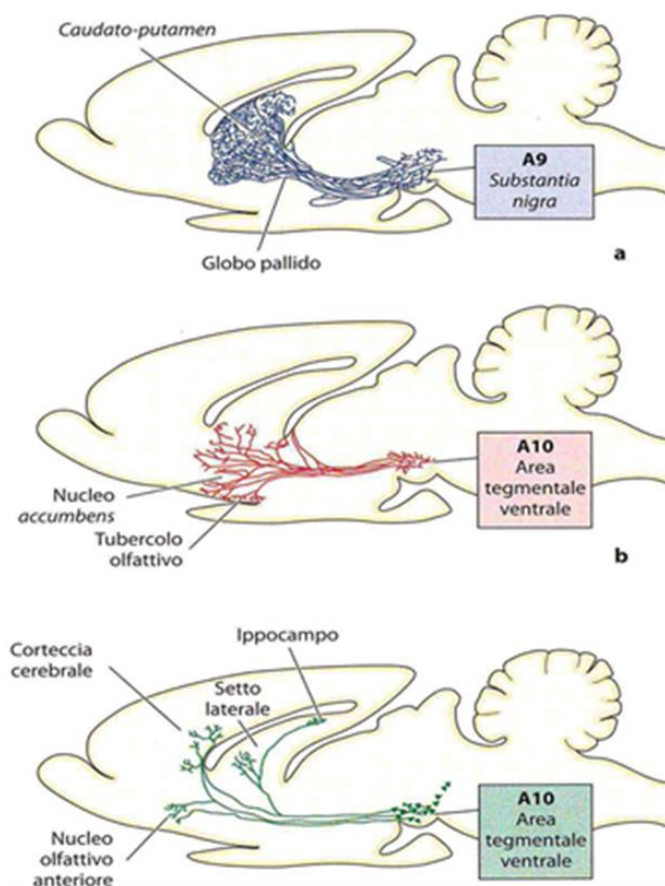 Caudato-putamen
A9
Substantia
nigra
Globo pallido
a
A10
Area
tegmentale
ventrale
Nucleo
accumbens
Tubercolo
olfattivo
b
Ippocampo
Corteccia
cerebrale
Setto
laterale
A10
Area
tegmentale
ventrale
Nucleo
olfattivo
anteriore